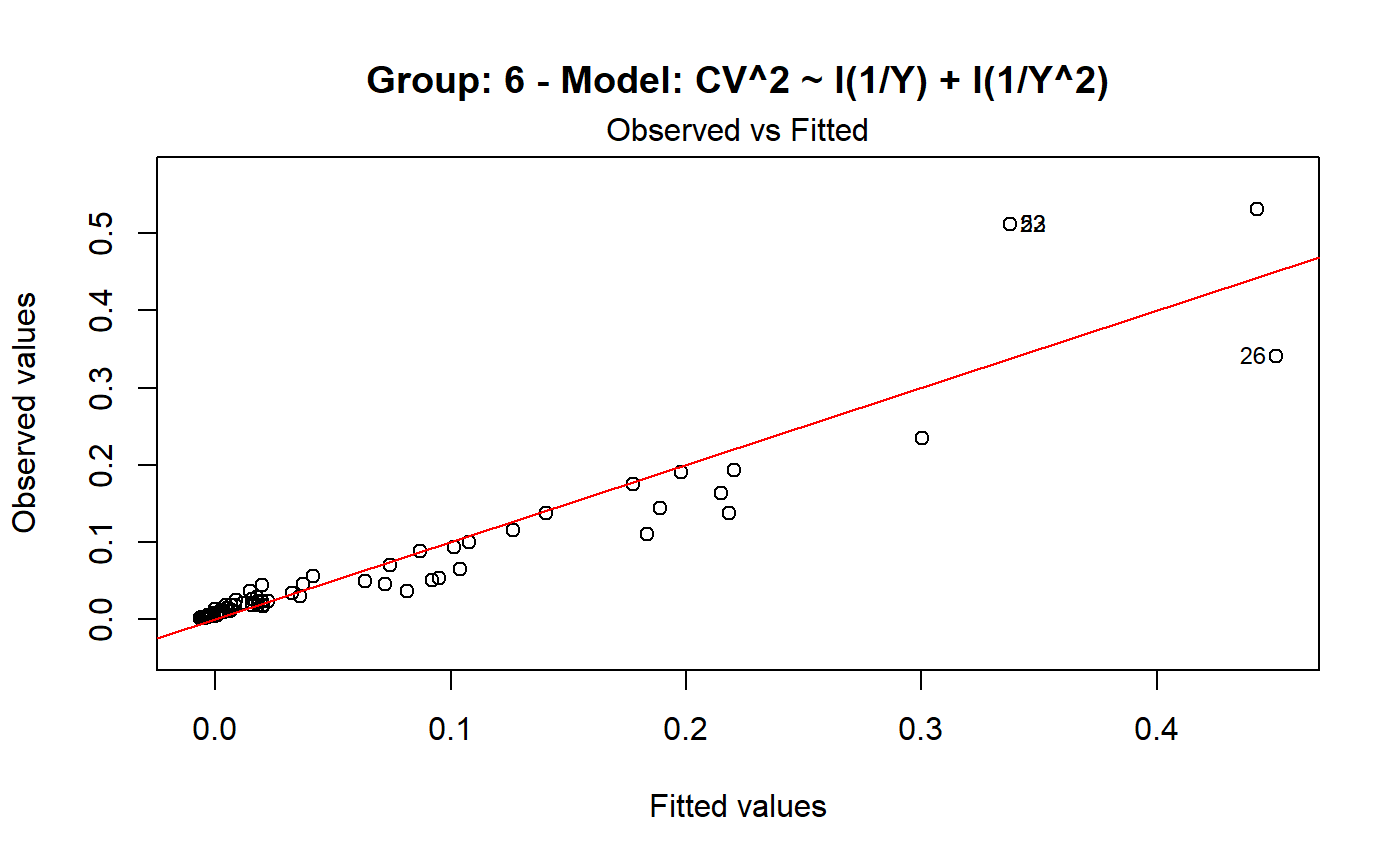 Group: 6 - Model: CV^2 ~ I(1/Y) + I(1/Y^2)
Observed vs Fitted
Observed values
0.5
0.4
0.3
0.2
0.1
0.0
26
0.0 0.1 0.2 0.3 0.4
Fitted values